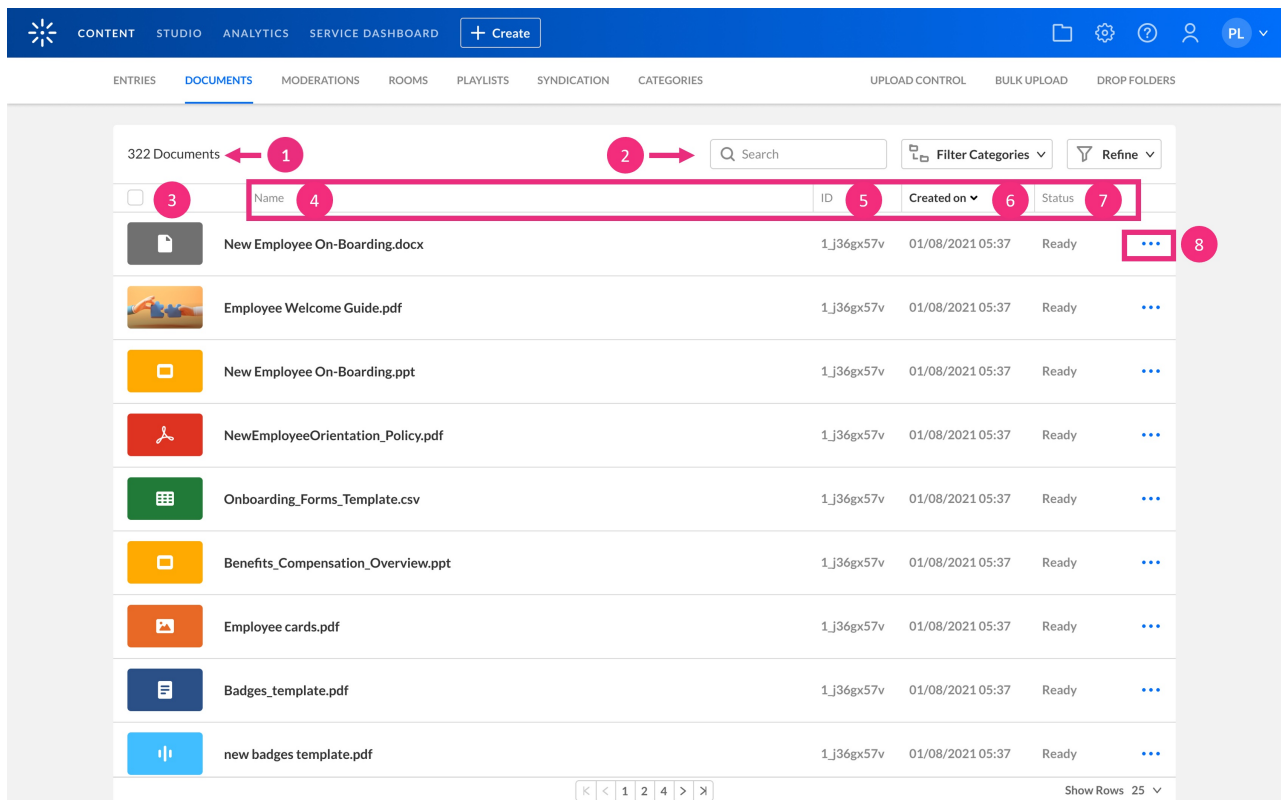 CONTENT STUDIO ANALYTICS SERVICE DASHBOARD + Create PL
ENTRIES DOCUMENTS MODERATIONS ROOMS PLAYLISTS SYNDICATION CATEGORIES UPLOAD CONTROL BULK UPLOAD DROP FOLDERS
322 Documents 1 2 Search Filter Categories Refine
3 Name 4 ID 5 Created on 6 Status 7
New Employee On-Boarding.docx 1_j36gx57v 01/08/2021 05:37 Ready ••• 8
Employee Welcome Guide.pdf 1_j36gx57v 01/08/2021 05:37 Ready •••
New Employee On-Boarding.ppt 1_j36gx57v 01/08/2021 05:37 Ready •••
NewEmployeeOrientation_Policy.pdf 1_j36gx57v 01/08/2021 05:37 Ready •••
Onboarding_Forms_Template.csv 1_j36gx57v 01/08/2021 05:37 Ready •••
Benefits_Compensation_Overview.ppt 1_j36gx57v 01/08/2021 05:37 Ready •••
Employee cards.pdf 1_j36gx57v 01/08/2021 05:37 Ready •••
Badges_template.pdf 1_j36gx57v 01/08/2021 05:37 Ready •••
new badges template.pdf 1_j36gx57v 01/08/2021 05:37 Ready •••
1 2 4 Show Rows 25